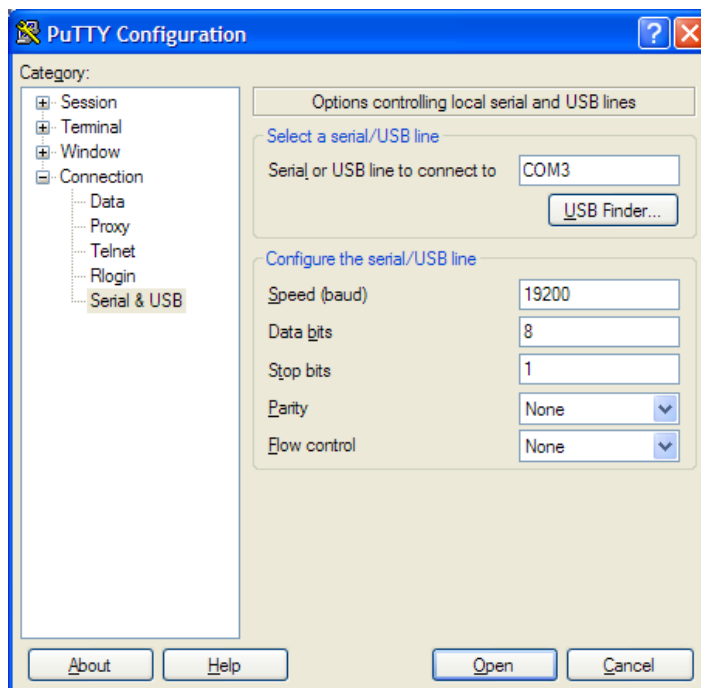 PuTTY Configuration
Category:
Session
Terminal
Window
Connection
Data
Proxy
Telnet
Rlogin
Serial & USB
Options controlling local serial and USB lines
Select a serial/USB line
Serial or USB line to connect to COM3
USB Finder...
Configure the serial/USB line
Speed (baud) 19200
Data bits 8
Stop bits 1
Parity None
Flow control None
About Help Open Cancel